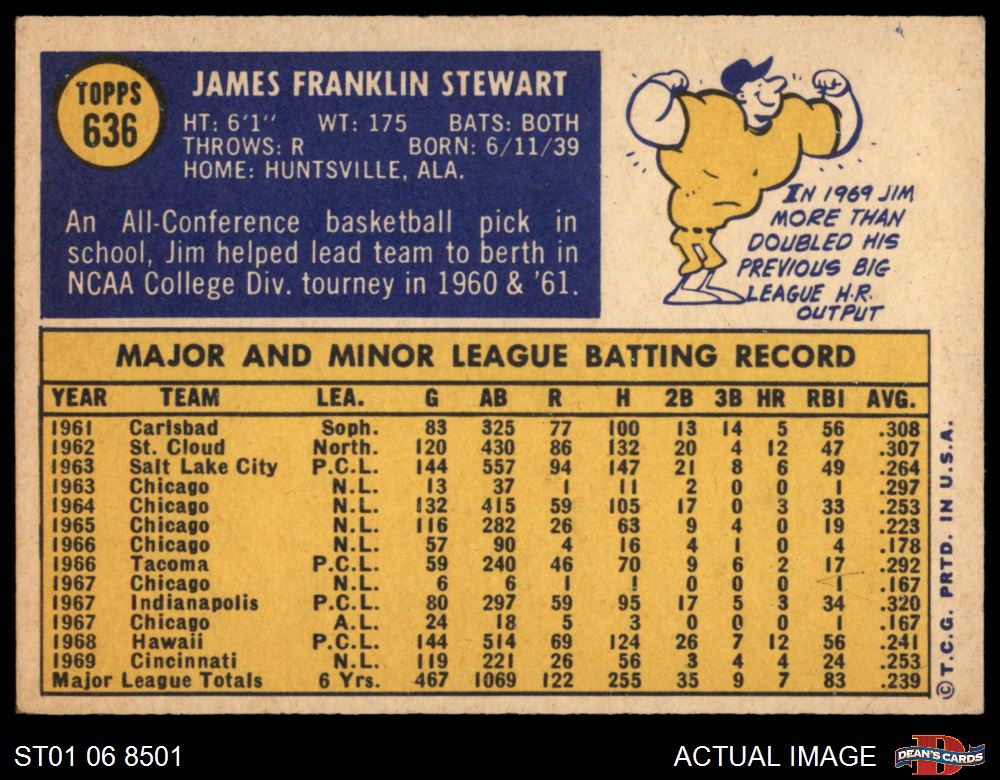 TOPPS
636
JAMES FRANKLIN STEWART
HT: 6'1" WT: 175 BATS: BOTH
THROWS: R BORN: 6/11/39
HOME: HUNTSVILLE, ALA.
An All-Conference basketball pick in
school, Jim helped lead team to berth in
NCAA College Div. tourney in 1960 & '61.
IN 1969 JIM
MORE THAN
DOUBLED HIS
PREVIOUS BIG
LEAGUE H.R.
OUTPUT
MAJOR AND MINOR LEAGUE BATTING RECORD
YEAR TEAM LEA. G AB R H 2B 3B HR RBI AVG.
1961 Carlsbad Soph. 83 325 77 100 13 14 5 56 .308
1962 St. Cloud North. 120 430 86 132 20 4 12 47 .307
1963 Salt Lake City P.C.L. 144 557 94 147 21 8 6 49 .264
1963 Chicago N.L. 13 37 1 11 2 0 0 1 .297
1964 Chicago N.L. 132 415 59 105 17 0 3 33 .253
1965 Chicago N.L. 116 282 26 63 9 4 0 19 .223
1966 Chicago N.L. 57 90 4 16 4 1 0 4 .178
1966 Tacoma P.C.L. 59 240 46 70 9 6 2 17 .292
1967 Chicago N.L. 6 6 1 1 0 0 0 1 .167
1967 Indianapolis P.C.L. 80 297 59 95 17 5 3 34 .320
1967 Chicago A.L. 24 18 5 3 0 0 0 1 .167
1968 Hawaii P.C.L. 144 514 69 124 26 7 12 56 .241
1969 Cincinnati N.L. 119 221 26 56 3 4 4 24 .253
Major League Totals 6 Yrs. 467 1069 122 255 35 9 7 83 .239
© T.C.G. PRTD. IN U.S.A.
ST01 06 8501
ACTUAL IMAGE
DEAN'S CARDS